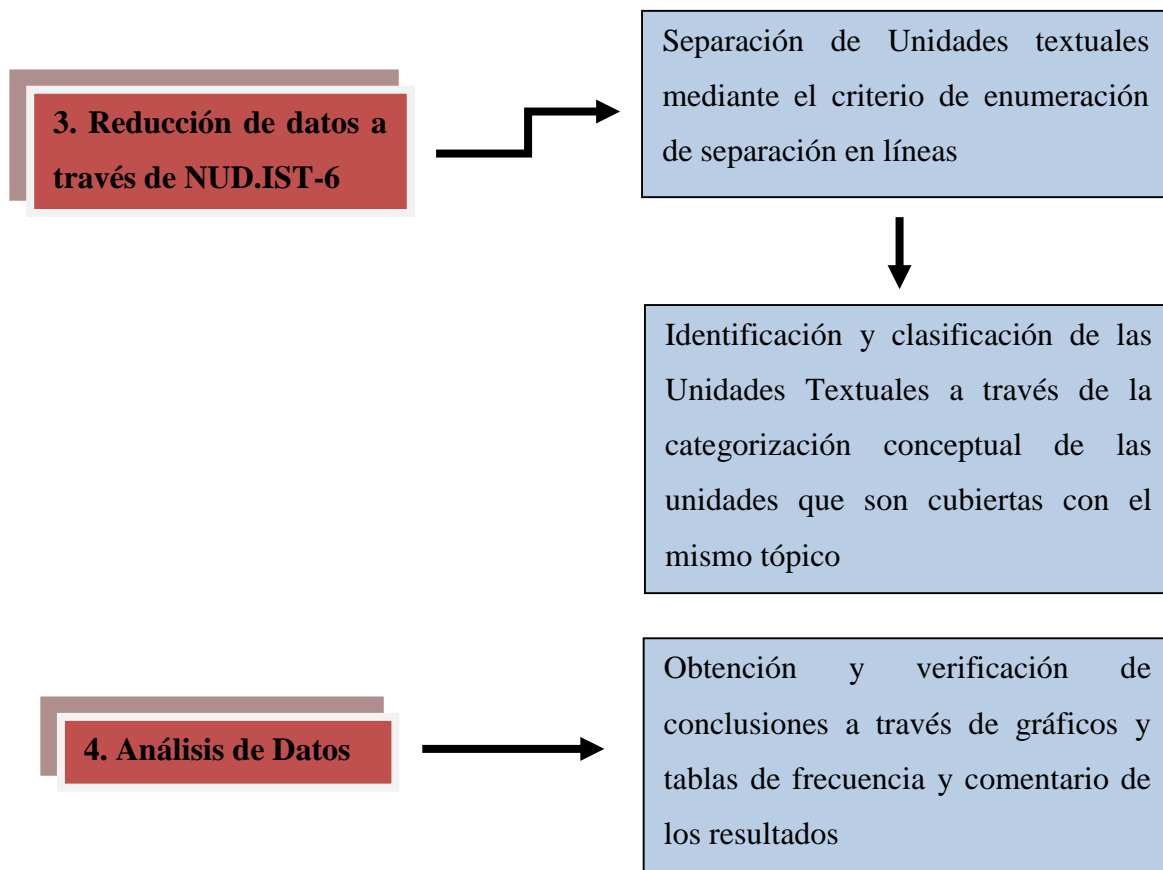 3. Reducción de datos a
través de NUD.IST-6
Separación de Unidades textuales
mediante el criterio de enumeración
de separación en líneas
Identificación y clasificación de las
Unidades Textuales a través de la
categorización conceptual de las
unidades que son cubiertas con el
mismo tópico
4. Análisis de Datos
Obtención y verificación de
conclusiones a través de gráficos y
tablas de frecuencia y comentario de
los resultados